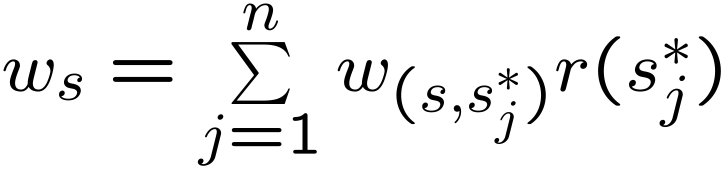 $w_s = \sum_{j=1}^{n} w_{(s,s_j^*)} r(s_j^*)$